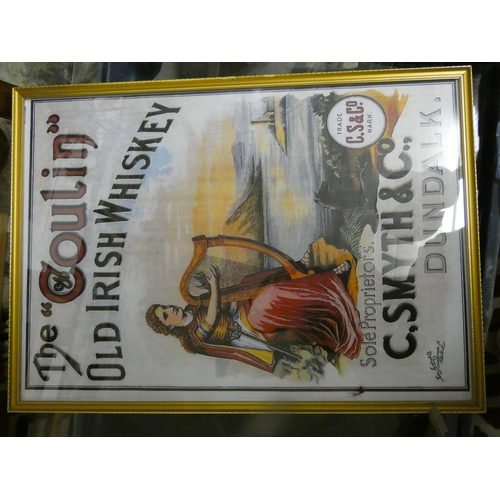 The "Coulin"
OLD IRISH WHISKEY
TRADE
C.S&Co.
MARK.
Sole Proprietors.
C. SMYTH & Co.,
DUNDALK.